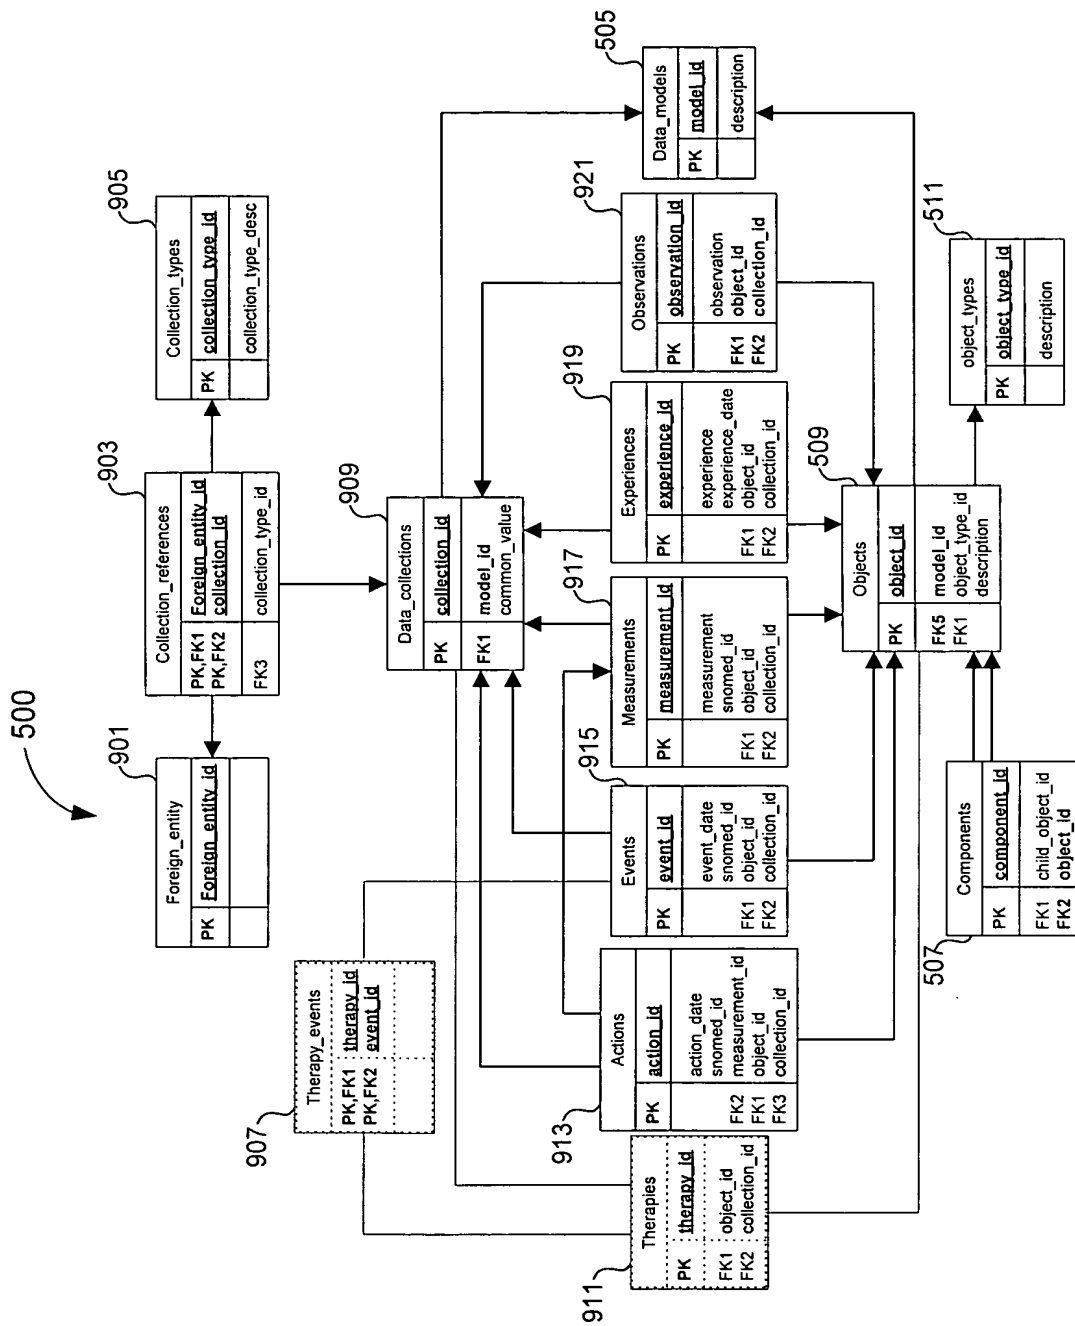 500
901
Foreign_entity
PK
Foreign_entity_id
903
Collection_references
PK,FK1
Foreign_entity_id
PK,FK2
collection_id
FK3
collection_type_id
905
Collection_types
PK
collection_type_id
collection_type_desc
907
Therapy_events
PK,FK1
therapy_id
PK,FK2
event_id
909
Data_collections
PK
collection_id
FK1
model_id
common_value
911
Therapies
PK
therapy_id
FK1
object_id
FK2
collection_id
913
Actions
PK
action_id
action_date
snomed_id
FK2
measurement_id
FK1
object_id
FK3
collection_id
915
Events
PK
event_id
event_date
snomed_id
FK1
object_id
FK2
collection_id
917
Measurements
PK
measurement_id
measurement
snomed_id
FK1
object_id
FK2
collection_id
919
Experiences
PK
experience_id
experience
experience_date
FK1
object_id
FK2
collection_id
921
Observations
PK
observation_id
observation
FK1
object_id
FK2
collection_id
505
Data_models
PK
model_id
description
507
Components
PK
component_id
FK1
child_object_id
FK2
object_id
509
Objects
PK
object_id
FK5
model_id
FK1
object_type_id
description
511
object_types
PK
object_type_id
description